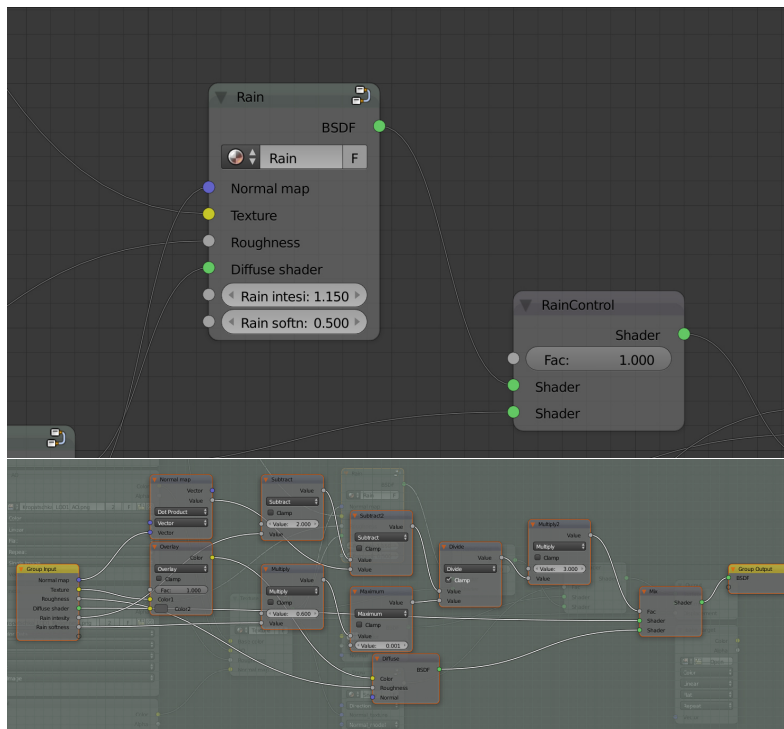 Rain
BSDF
Rain F
Normal map
Texture
Roughness
Diffuse shader
Rain intesi: 1.150
Rain softn: 0.500
RainControl
Shader
Fac: 1.000
Shader
Shader
Group Input
Normal map
Texture
Roughness
Diffuse shader
Rain intesity
Rain softness
Normal map
Vector
Value
Dot Product
Vector
Vector
Overlay
Color
Overlay
Clamp
Fac: 1.000
Color1
Color2
Subtract
Value
Subtract
Clamp
Value: 2.000
Value
Multiply
Value
Multiply
Clamp
Value: 0.600
Value
Subtract2
Value
Subtract
Clamp
Value
Value
Maximum
Value
Maximum
Clamp
Value
Value: 0.001
Diffuse
BSDF
Color
Roughness
Normal
Divide
Value
Divide
Clamp
Value
Value
Multiply2
Value
Multiply
Clamp
Value: 3.000
Value
Mix
Shader
Fac
Shader
Shader
Group Output
BSDF